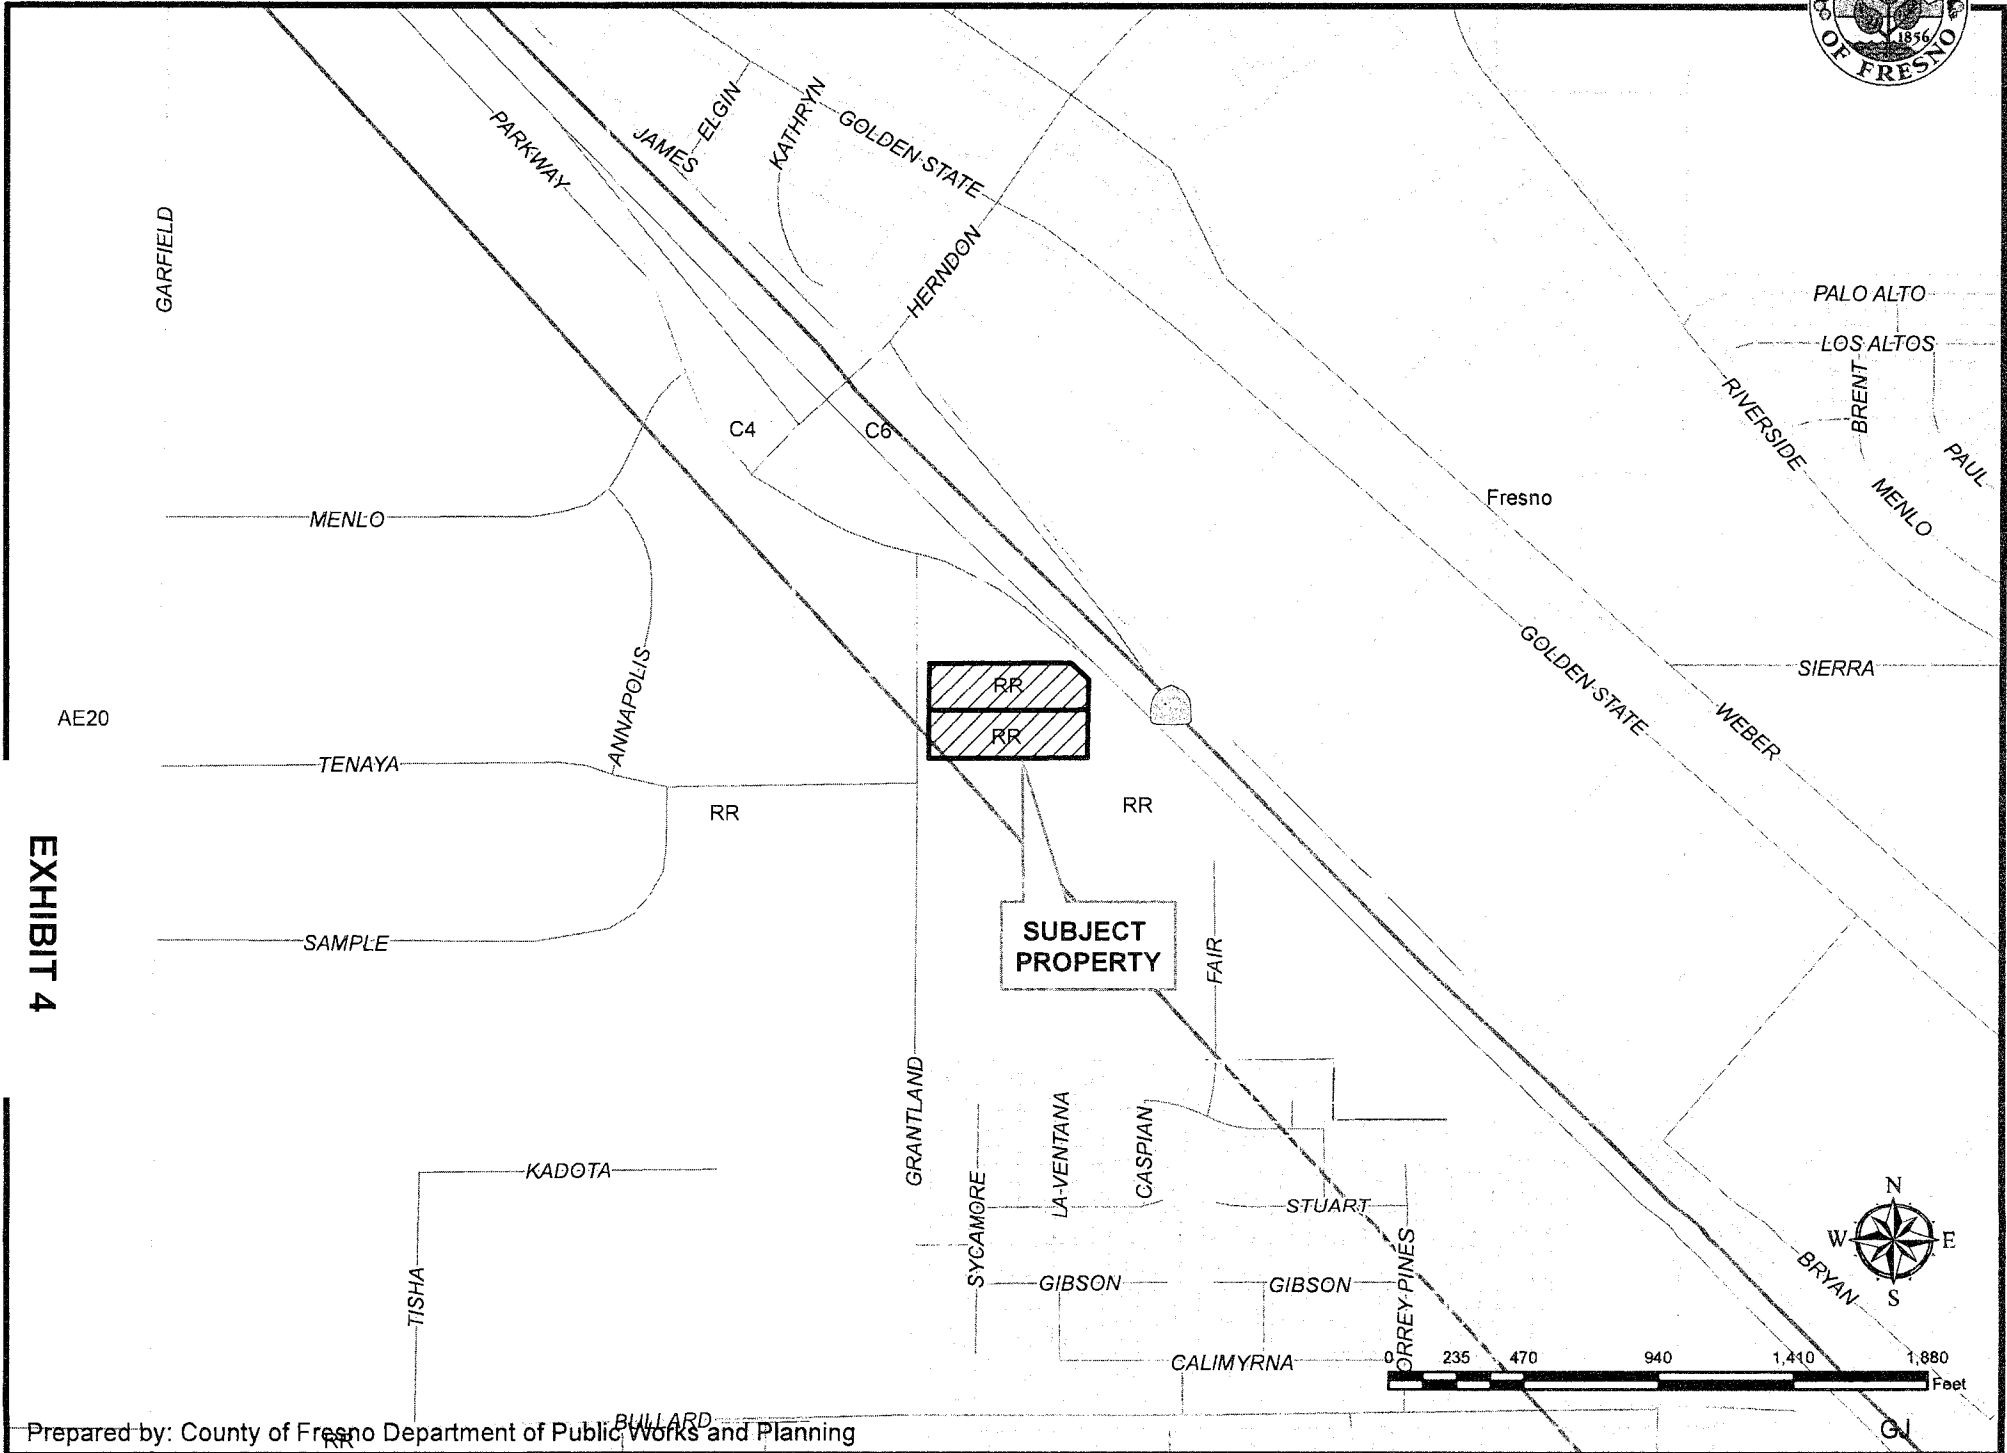 1856
OF FRESNO
PARKWAY
JAMES
ELGIN
KATHRYN
GOLDEN STATE
HERNDON
GARFIELD
PALO ALTO
LOS ALTOS
BRENT
PAUL
RIVERSIDE
MENLO
C4
C6
Fresno
MENLO
ANNAPOLIS
RR
RR
GOLDEN STATE
WEBER
SIERRA
AE20
TENAYA
RR
RR
EXHIBIT 4
SUBJECT
PROPERTY
FAIR
SAMPLE
GRANTLAND
SYCAMORE
LA VENTANA
CASPIAN
KADOTA
STUART
TISHA
GIBSON
GIBSON
ORREY PINES
BRYAN
N
W
E
S
CALIMYRNA
0 235 470 940 1,410 1,880
Feet
BULLARD
RR
Prepared by: County of Fresno Department of Public Works and Planning
GJ